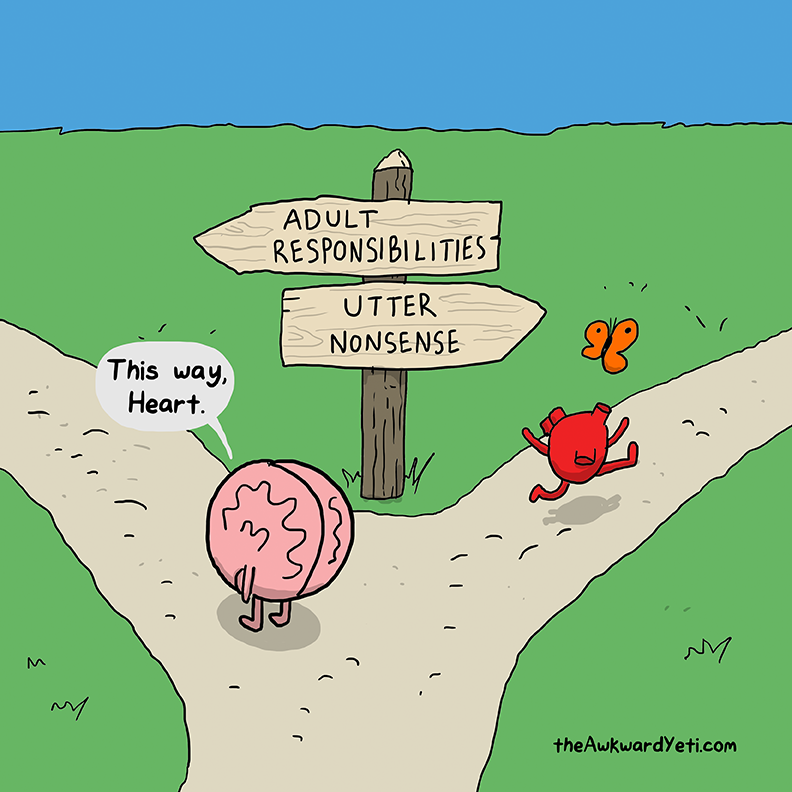 ADULT
RESPONSIBILITIES
UTTER
NONSENSE
This way,
Heart.
theAwkwardYeti.com